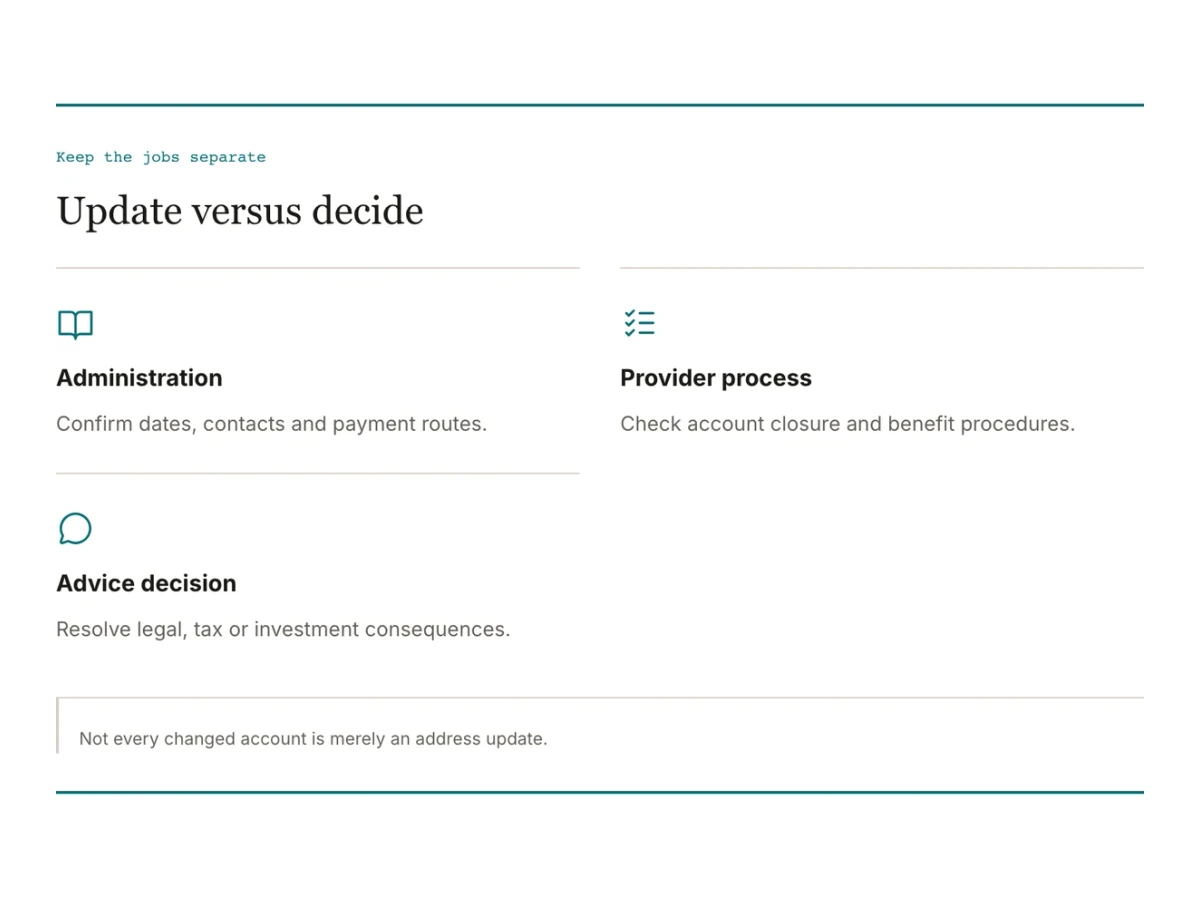 Keep the jobs separate
Update versus decide
Administration
Confirm dates, contacts and payment routes.
Provider process
Check account closure and benefit procedures.
Advice decision
Resolve legal, tax or investment consequences.
Not every changed account is merely an address update.